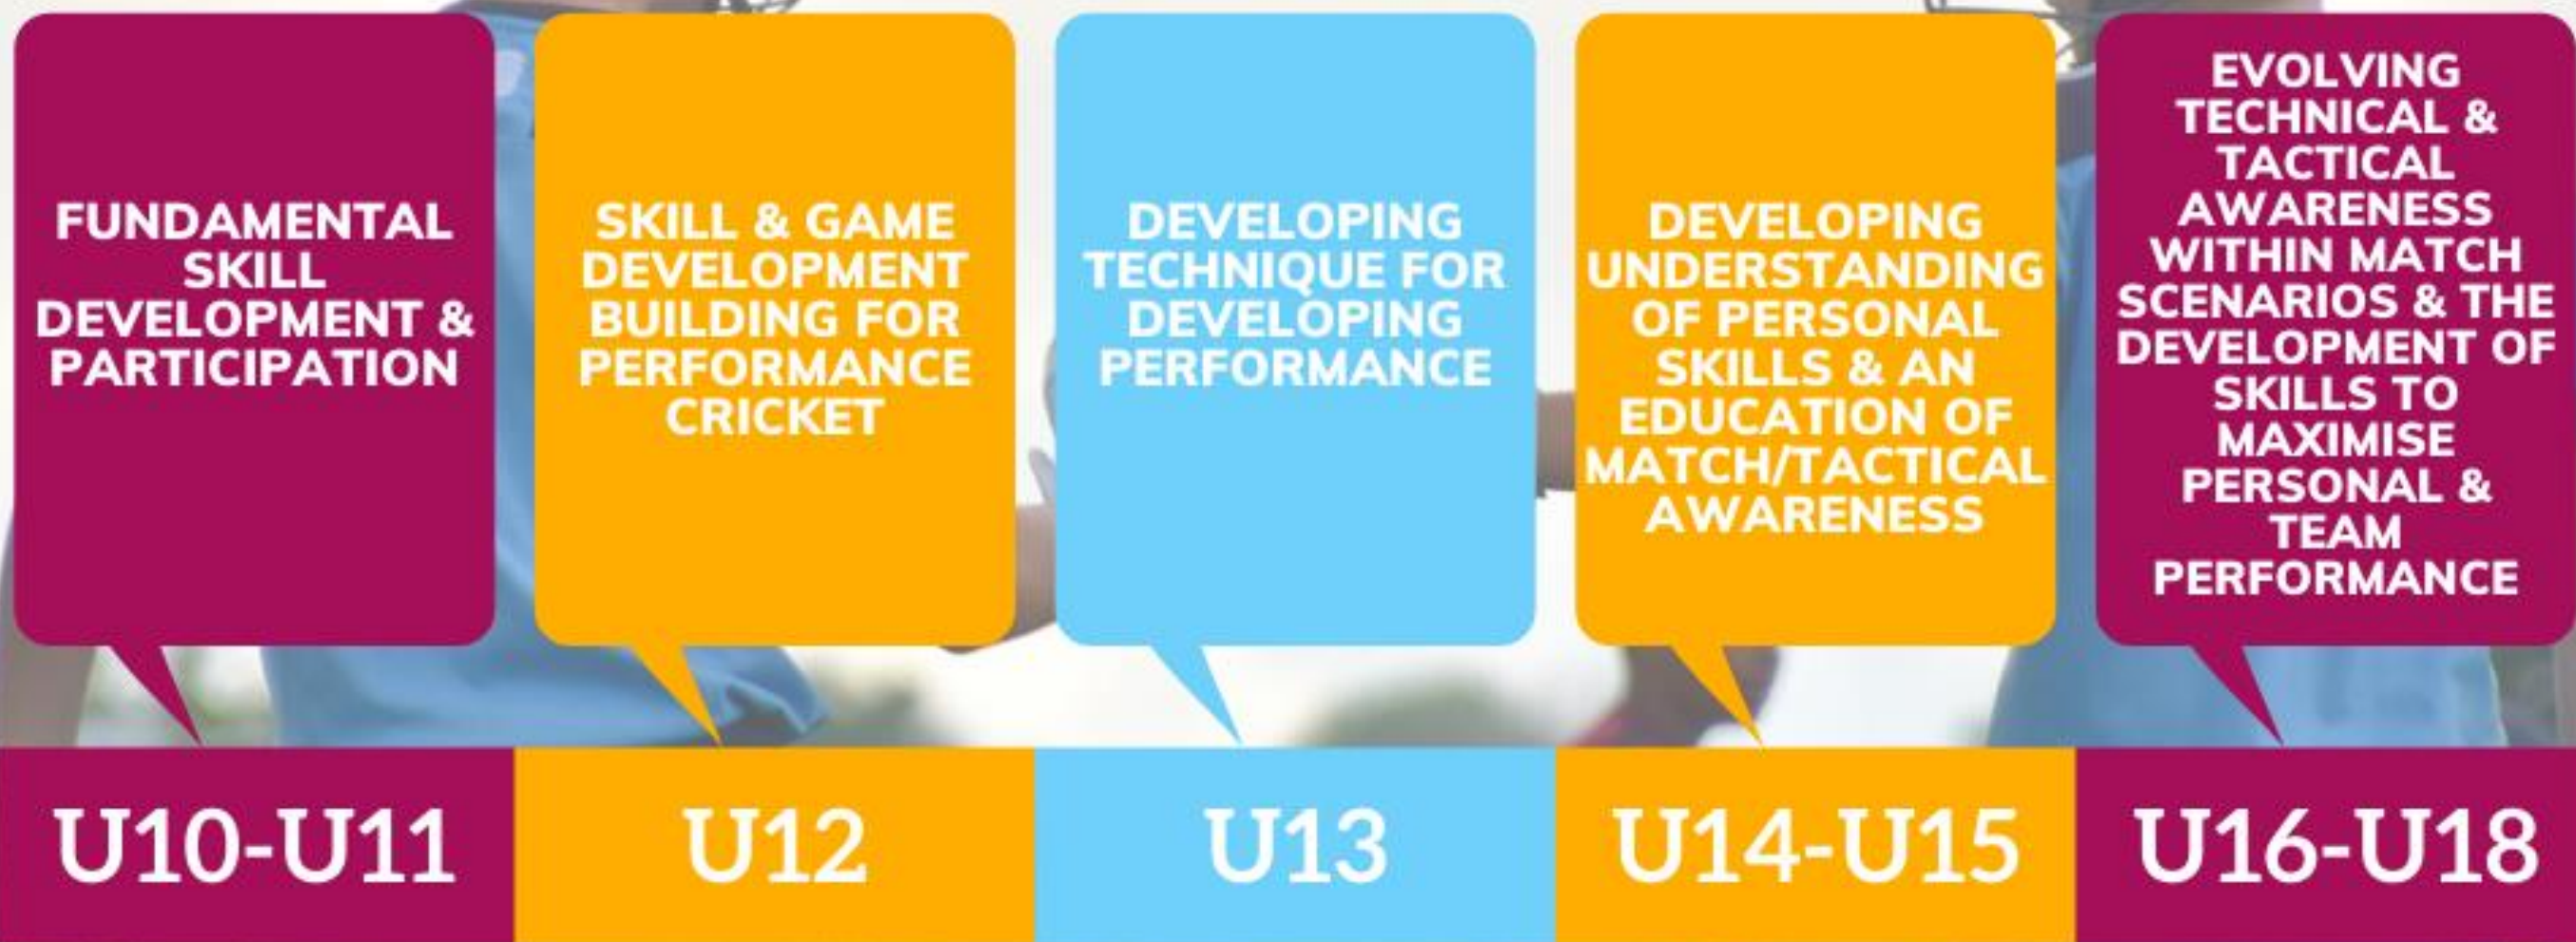 FUNDAMENTAL
SKILL
DEVELOPMENT &
PARTICIPATION
SKILL & GAME
DEVELOPMENT
BUILDING FOR
PERFORMANCE
CRICKET
DEVELOPING
TECHNIQUE FOR
DEVELOPING
PERFORMANCE
DEVELOPING
UNDERSTANDING
OF PERSONAL
SKILLS & AN
EDUCATION OF
MATCH/TACTICAL
AWARENESS
EVOLVING
TECHNICAL &
TACTICAL
AWARENESS
WITHIN MATCH
SCENARIOS & THE
DEVELOPMENT OF
SKILLS TO
MAXIMISE
PERSONAL &
TEAM
PERFORMANCE
U10-U11
U12
U13
U14-U15
U16-U18